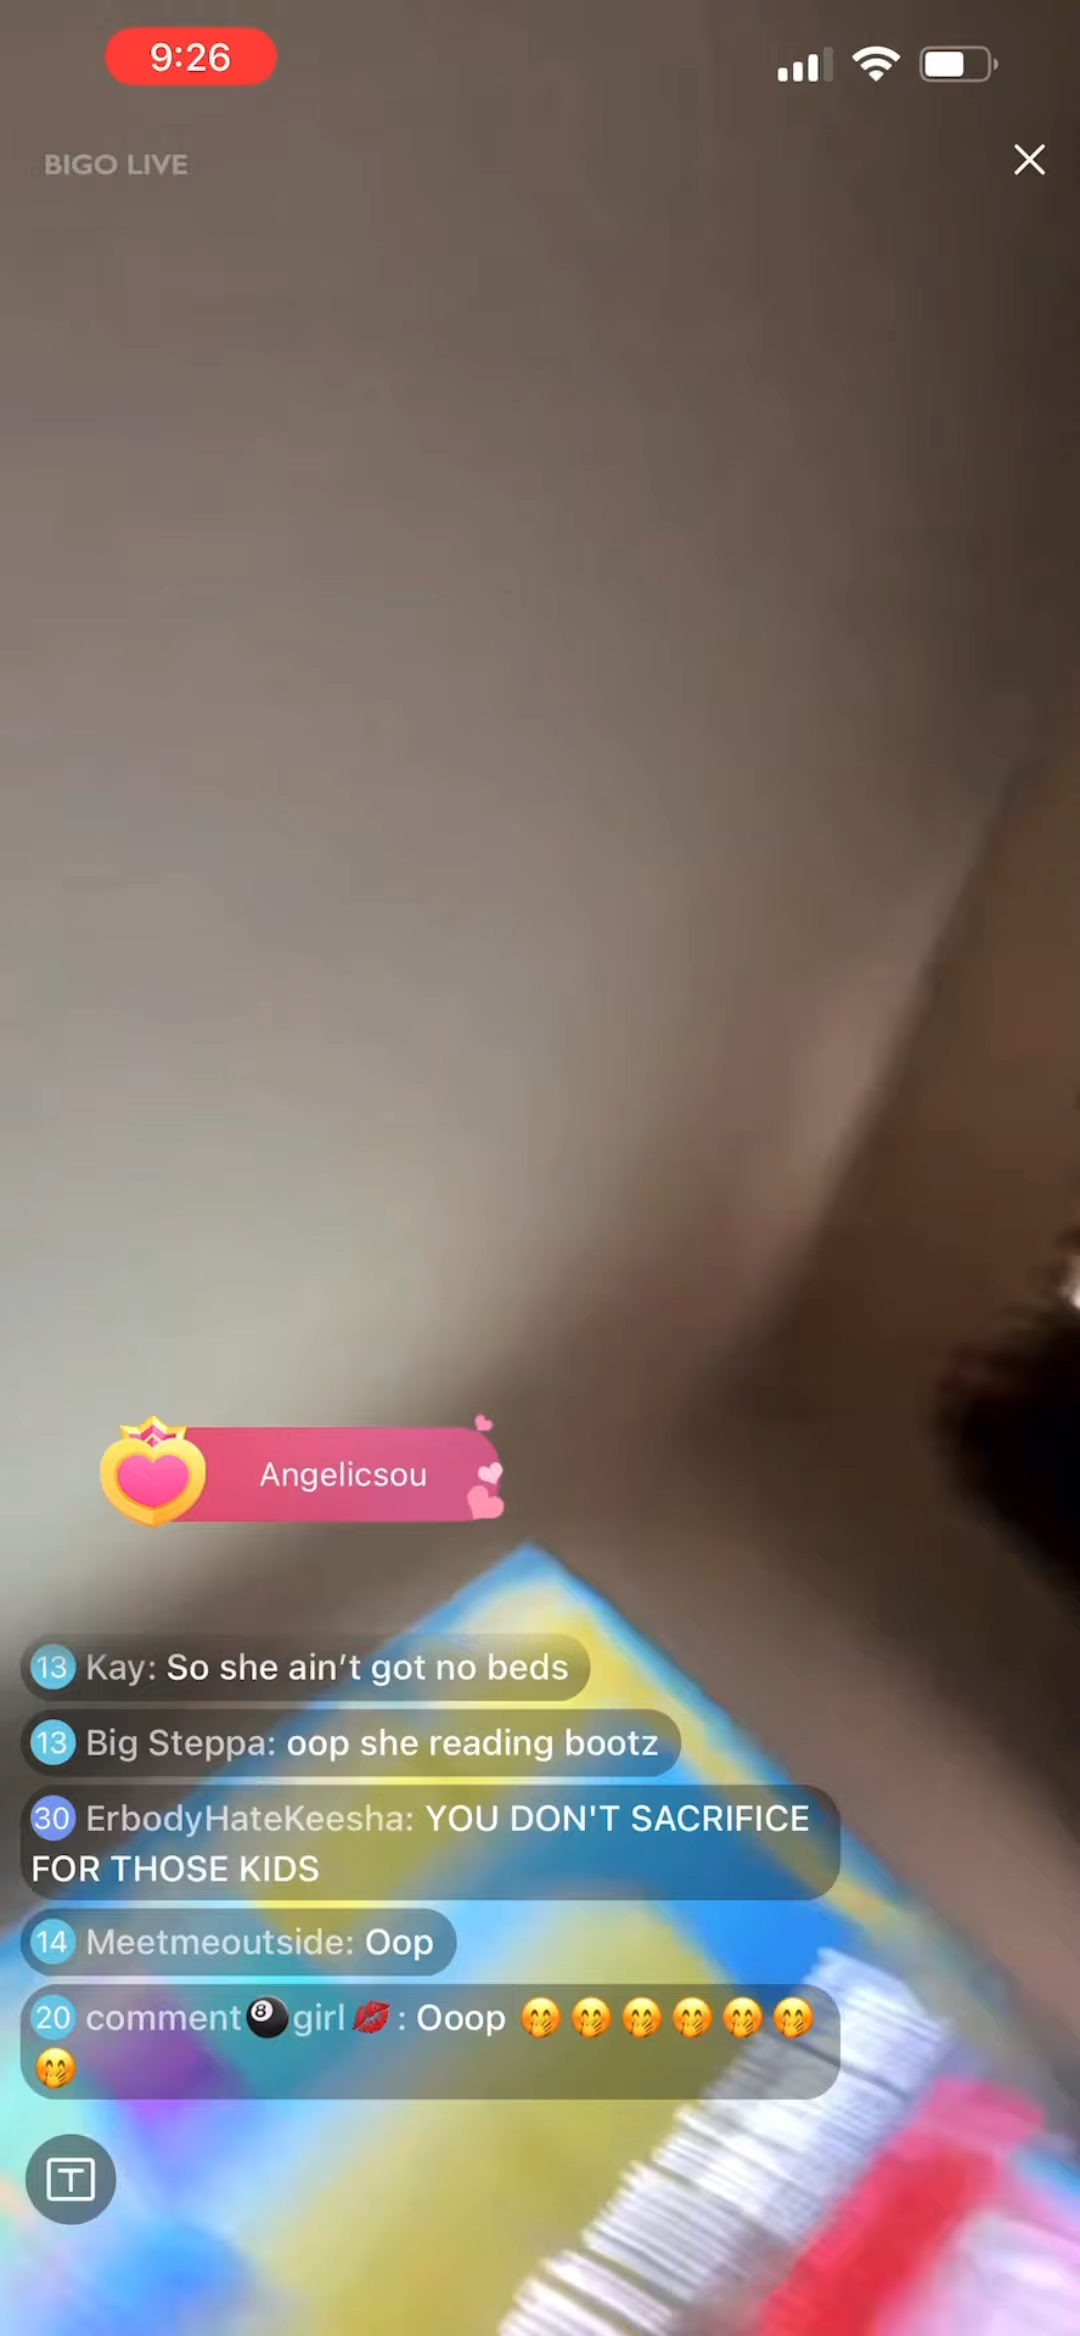 9:26
BIGO LIVE
Angelicsou
13 Kay: So she ain’t got no beds
13 Big Steppa: oop she reading bootz
30 ErbodyHateKeesha: YOU DON'T SACRIFICE
FOR THOSE KIDS
14 Meetmeoutside: Oop
20 comment🎱girl💋: Ooop 🤭🤭🤭🤭🤭🤭
🤭
T